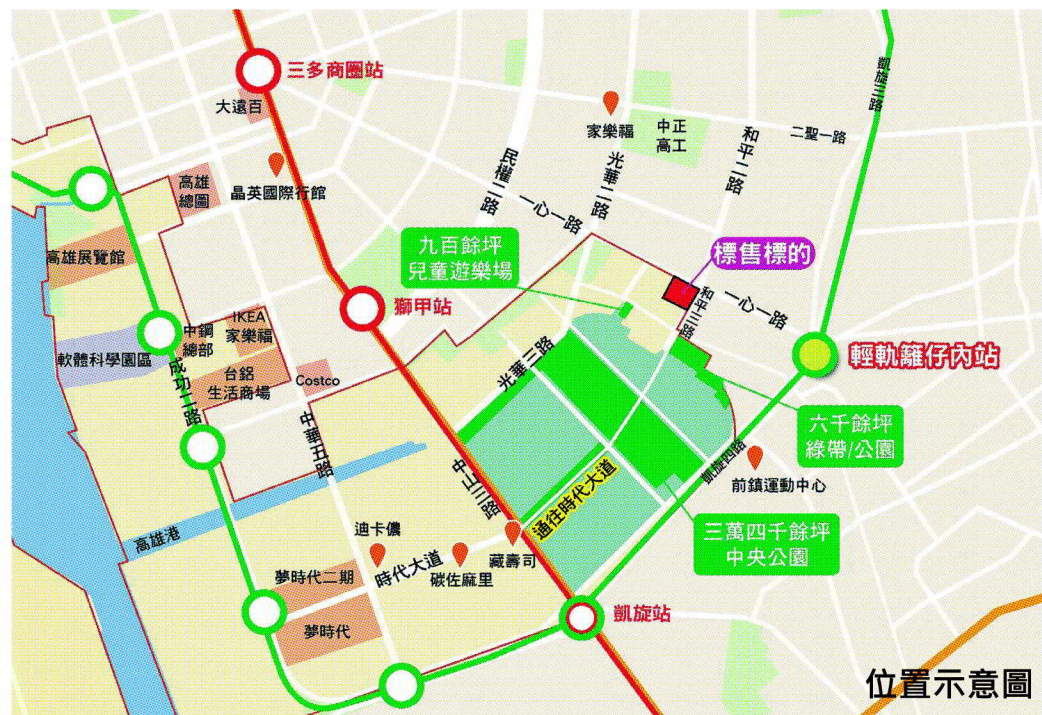 三多商圈站
大遠百
家樂福
中正
高工
和平二路
二聖一路
凱旋三路
高雄
總圖
晶英國際行館
民權二路
一心一路
光華二路
九百餘坪
兒童遊樂場
標售標的
高雄展覽館
獅甲站
和平三路
一心一路
IKEA
家樂福
中鋼
總部
軟體科學園區
輕軌籬仔內站
成功二路
台鋁
生活商場
Costco
光華三路
中華五路
六千餘坪
綠帶/公園
凱旋四路
前鎮運動中心
中山三路
通往時代大道
高雄港
迪卡儂
藏壽司
三萬四千餘坪
中央公園
夢時代二期
時代大道
碳佐麻里
夢時代
凱旋站
位置示意圖